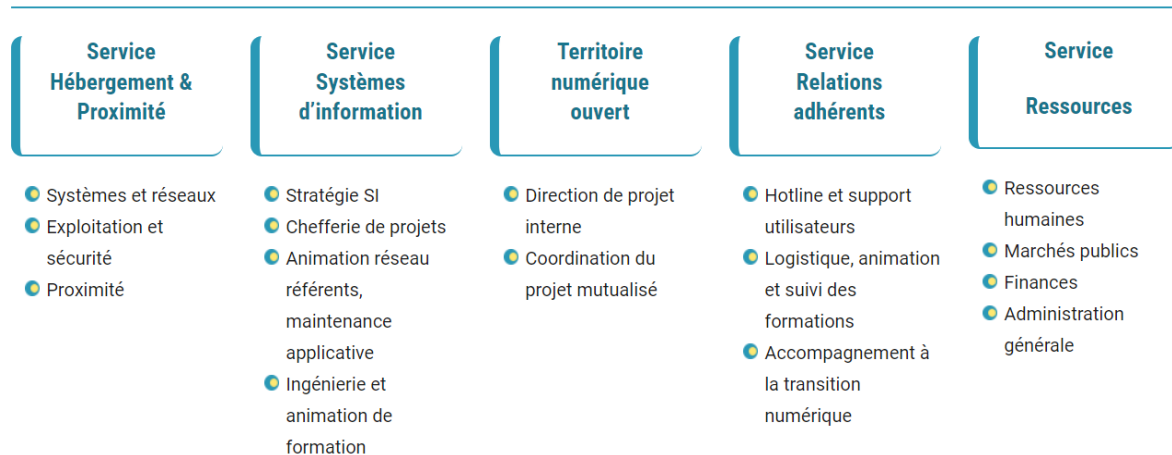 Service
Hébergement &
Proximité
Systèmes et réseaux
Exploitation et
sécurité
Proximité
Service
Systèmes
d’information
Stratégie SI
Chefferie de projets
Animation réseau
référents,
maintenance
applicative
Ingénierie et
animation de
formation
Territoire
numérique
ouvert
Direction de projet
interne
Coordination du
projet mutualisé
Service
Relations
adhérents
Hotline et support
utilisateurs
Logistique, animation
et suivi des
formations
Accompagnement à
la transition
numérique
Service
Ressources
Ressources
humaines
Marchés publics
Finances
Administration
générale